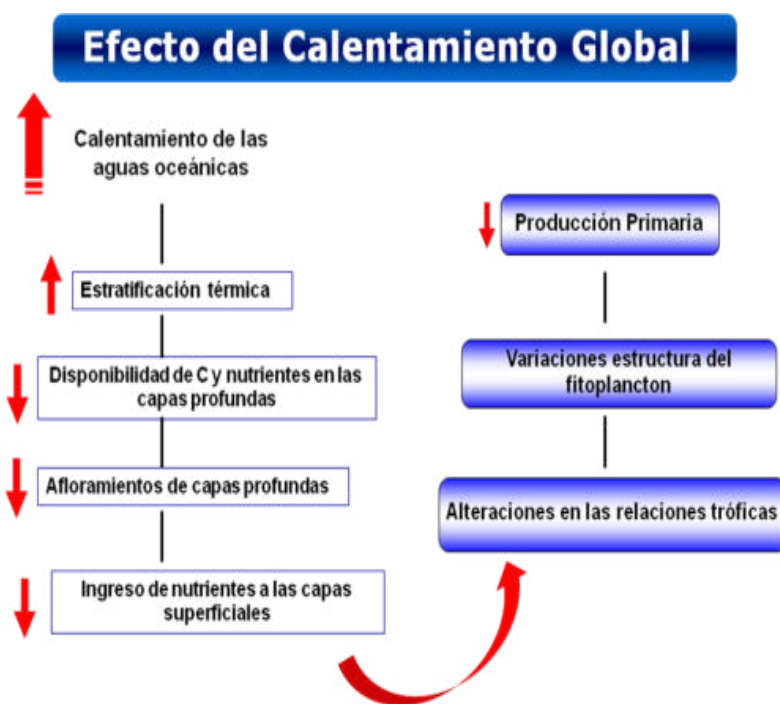 Efecto del Calentamiento Global
Calentamiento de las
aguas oceánicas
Estratificación térmica
Disponibilidad de C y nutrientes en las
capas profundas
Afloramientos de capas profundas
Ingreso de nutrientes a las capas
superficiales
Producción Primaria
Variaciones estructura del
fitoplancton
Alteraciones en las relaciones tróficas